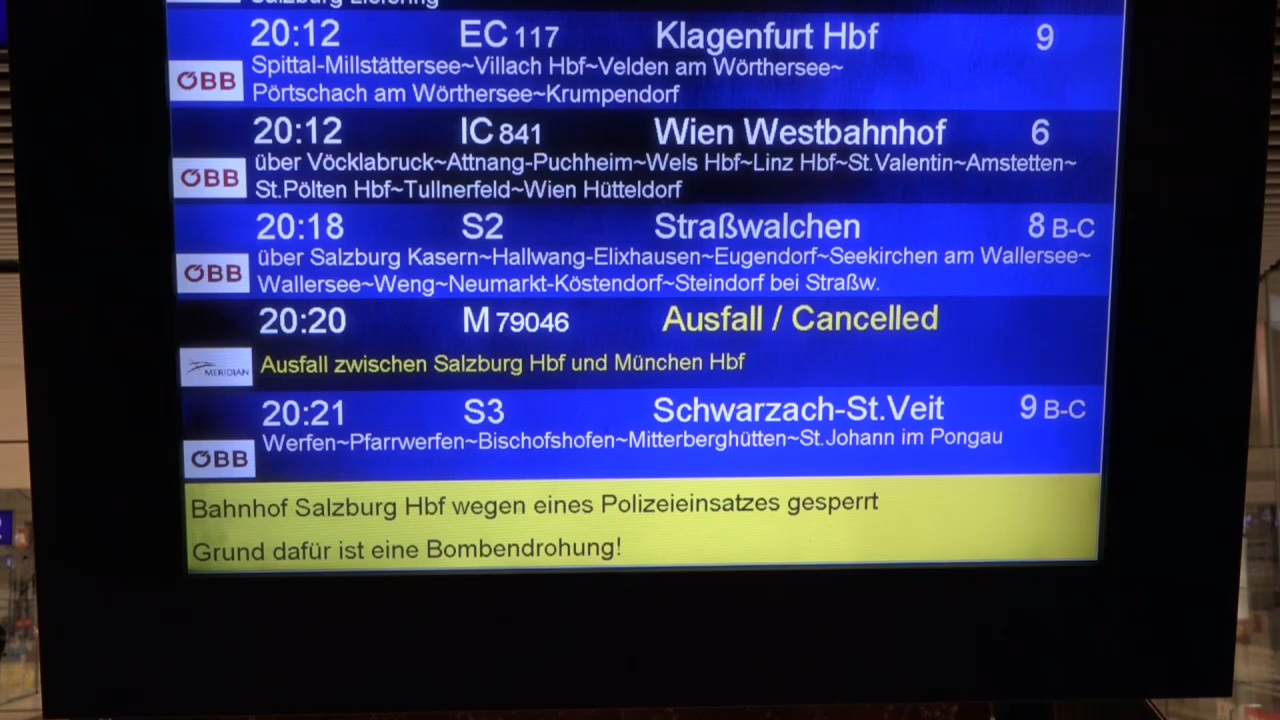 Salzburg Liefering
20:12 EC 117 Klagenfurt Hbf 9
ÖBB Spittal-Millstättersee~Villach Hbf~Velden am Wörthersee~
Pörtschach am Wörthersee~Krumpendorf
20:12 IC 841 Wien Westbahnhof 6
ÖBB über Vöcklabruck~Attnang-Puchheim~Wels Hbf~Linz Hbf~St.Valentin~Amstetten~
St.Pölten Hbf~Tullnerfeld~Wien Hütteldorf
20:18 S2 Straßwalchen 8 B-C
ÖBB über Salzburg Kasern~Hallwang-Elixhausen~Eugendorf~Seekirchen am Wallersee~
Wallersee~Weng~Neumarkt-Köstendorf~Steindorf bei Straßw.
20:20 M 79046 Ausfall / Cancelled
MERIDIAN Ausfall zwischen Salzburg Hbf und München Hbf
20:21 S3 Schwarzach-St.Veit 9 B-C
ÖBB Werfen~Pfarrwerfen~Bischofshofen~Mitterberghütten~St.Johann im Pongau
Bahnhof Salzburg Hbf wegen eines Polizeieinsatzes gesperrt
Grund dafür ist eine Bombendrohung!